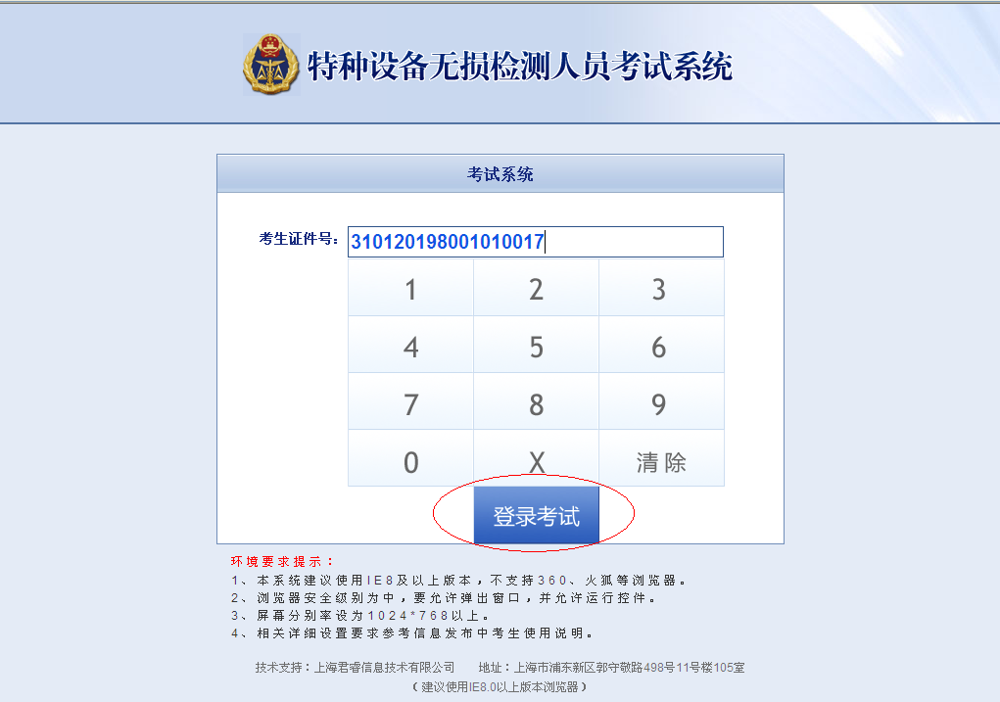 特种设备无损检测人员考试系统
考试系统
考生证件号：310120198001010017
1 2 3
4 5 6
7 8 9
0 X 清除
登录考试
环境要求提示：
1、本系统建议使用IE8及以上版本，不支持360、火狐等浏览器。
2、浏览器安全级别为中，要允许弹出窗口，并允许运行控件。
3、屏幕分别率设为1024*768以上。
4、相关详细设置要求参考信息发布中考生使用说明。
技术支持：上海君睿信息技术有限公司 地址：上海市浦东新区郭守敬路498号11号楼105室
（建议使用IE8.0以上版本浏览器）